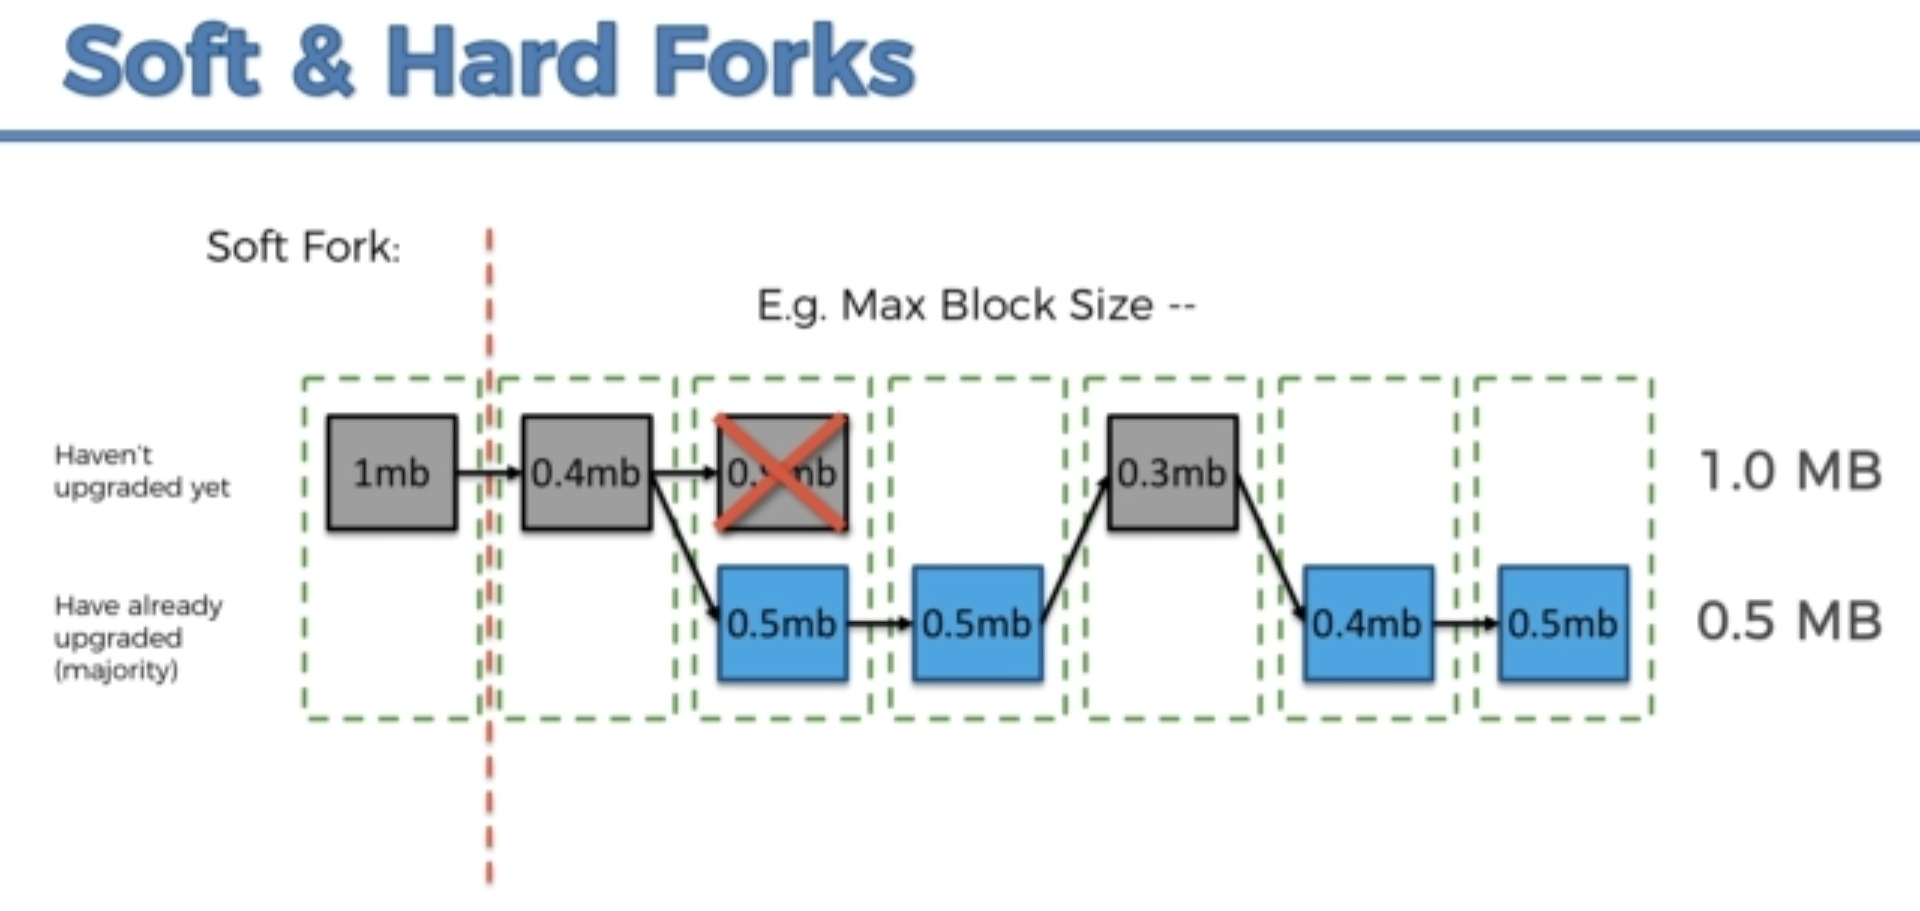 Soft & Hard Forks
Soft Fork:
E.g. Max Block Size --
Haven't
upgraded yet
1mb
0.4mb
0.3mb
1.0 MB
Have already
upgraded
(majority)
0.5mb
0.5mb
0.4mb
0.5mb
0.5 MB